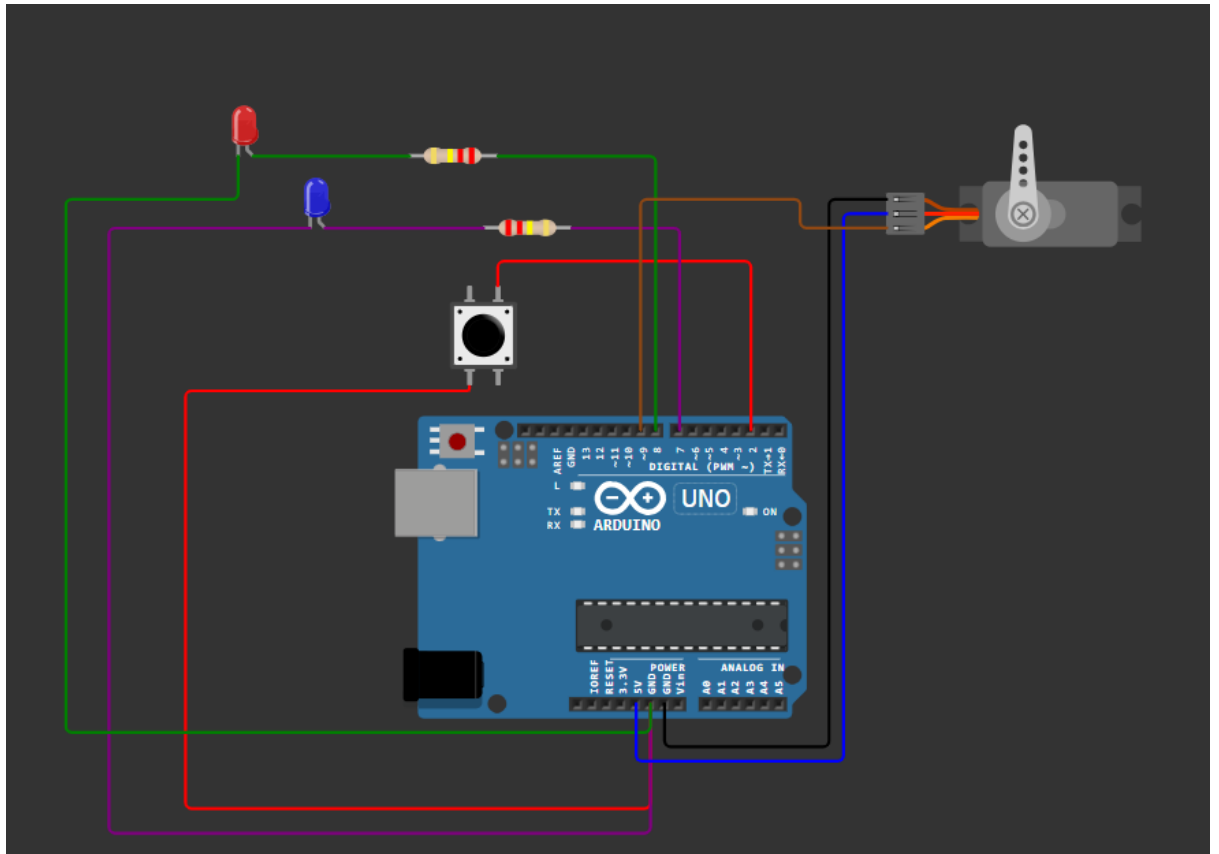 AREF
GND
13
12
~11
~10
~9
8
7
~6
~5
4
~3
2
TX→1
RX←0
DIGITAL (PWM ~)
L
TX
RX
UNO
ARDUINO
ON
IOREF
RESET
3.3V
5V
GND
GND
Vin
POWER
ANALOG IN
A0
A1
A2
A3
A4
A5